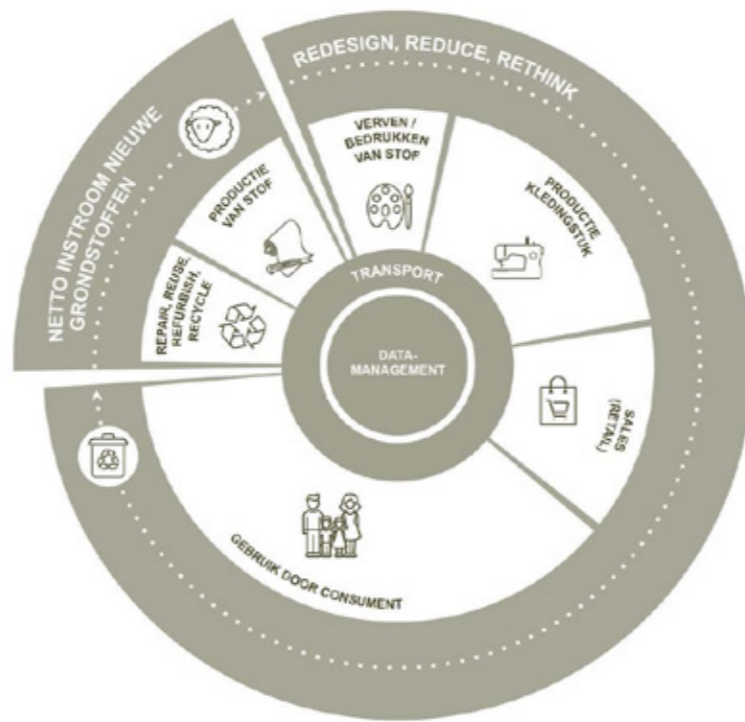 REDESIGN, REDUCE, RETHINK
NETTO INSTROOM NIEUWE
GRONDSTOFFEN
VERVEN /
BEDRUKKEN
VAN STOF
PRODUCTIE
KLEDINGSTUK
PRODUCTIE
VAN STOF
REPAIR, REUSE,
REFURBISH,
RECYCLE
TRANSPORT
DATA-
MANAGEMENT
SALES
(RETAIL)
GEBRUIK DOOR CONSUMENT